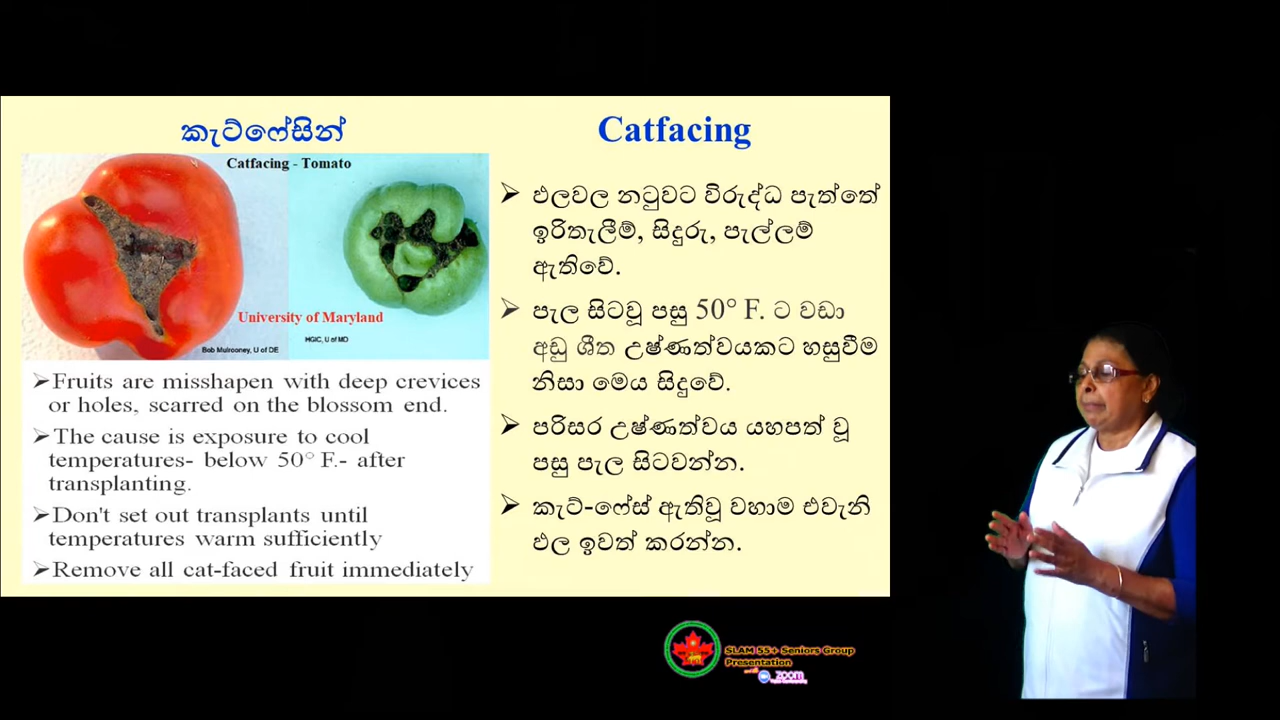 කැට්ෆේසින්
Catfacing - Tomato
University of Maryland
HGIC, U of MD
Bob Mulrooney, U of DE
➢Fruits are misshapen with deep crevices
or holes, scarred on the blossom end.
➢The cause is exposure to cool
temperatures- below 50° F.- after
transplanting.
➢Don't set out transplants until
temperatures warm sufficiently
➢Remove all cat-faced fruit immediately
Catfacing
➢ ඵලවල නටුවට විරුද්ධ පැත්තේ
ඉරිතැලීම්, සිදුරු, පැල්ලම්
ඇතිවේ.
➢ පැල සිටවූ පසු 50° F. ට වඩා
අඩු ශීත උෂ්ණත්වයකට හසුවීම
නිසා මෙය සිදුවේ.
➢ පරිසර උෂ්ණත්වය යහපත් වූ
පසු පැල සිටවන්න.
➢ කැට්-ෆේස් ඇතිවූ වහාම එවැනි
ඵල ඉවත් කරන්න.
SLAM 55+ Seniors Group
Presentation
zoom